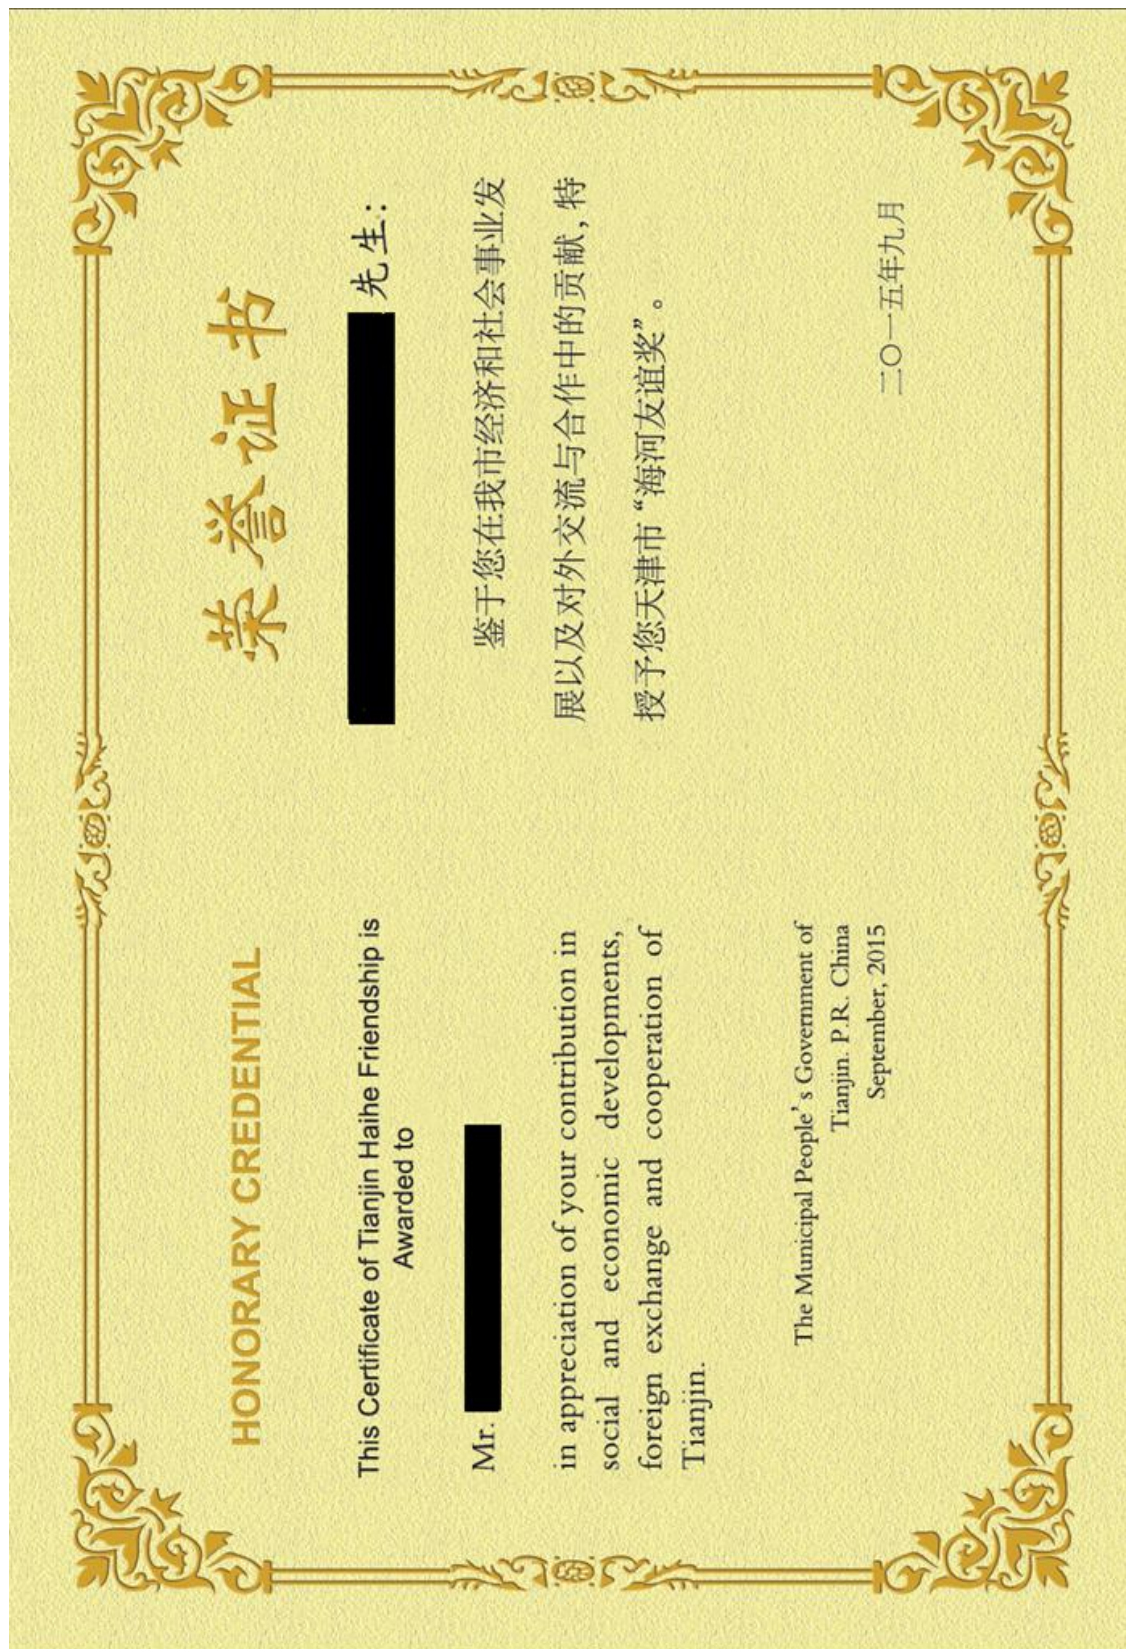 HONORARY CREDENTIAL
This Certificate of Tianjin Haihe Friendship is
Awarded to
Mr.
in appreciation of your contribution in
social and economic developments,
foreign exchange and cooperation of
Tianjin.
The Municipal People’ s Government of
Tianjin. P.R. China
September, 2015
荣誉证书
先生：
鉴于您在我市经济和社会事业发
展以及对外交流与合作中的贡献，特
授予您天津市“海河友谊奖”。
二〇一五年九月